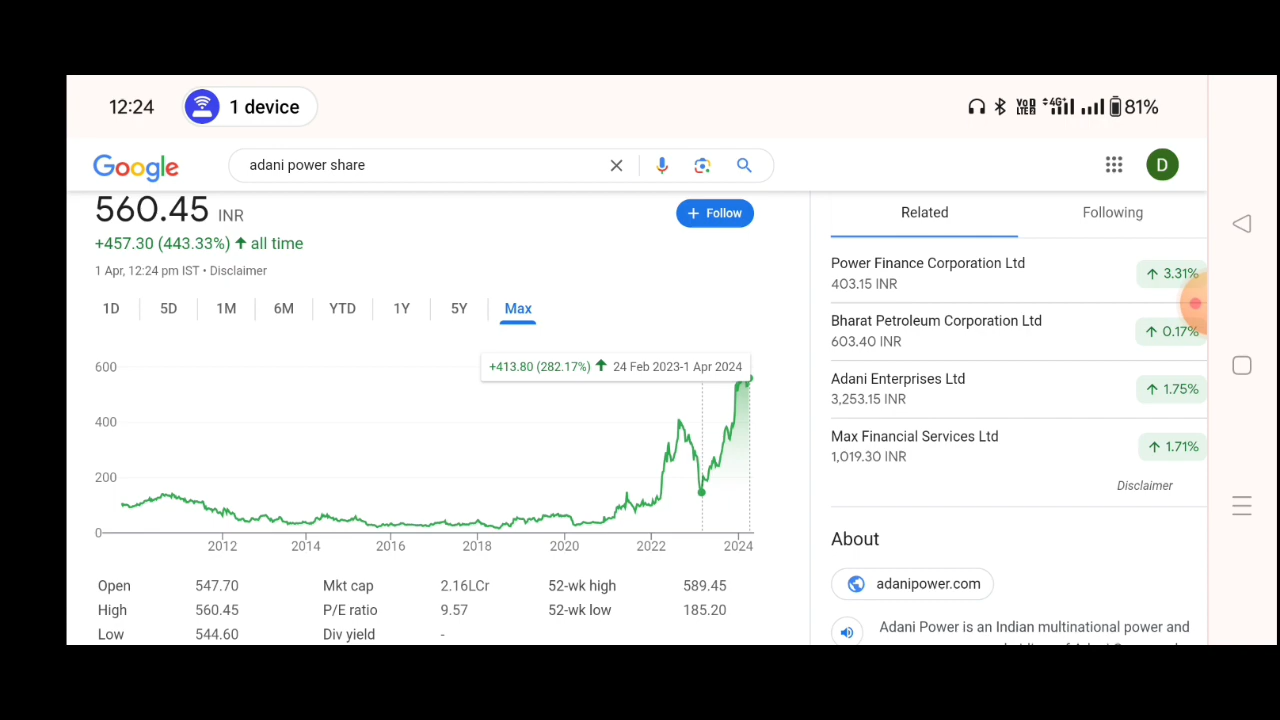 12:24
1 device
VoD LTE2 4G 81%
Google
adani power share
D
560.45 INR
+ Follow
+457.30 (443.33%) ↑ all time
1 Apr, 12:24 pm IST • Disclaimer
1D 5D 1M 6M YTD 1Y 5Y Max
+413.80 (282.17%) ↑ 24 Feb 2023-1 Apr 2024
600
400
200
0
2012 2014 2016 2018 2020 2022 2024
Open 547.70 Mkt cap 2.16LCr 52-wk high 589.45
High 560.45 P/E ratio 9.57 52-wk low 185.20
Low 544.60 Div yield -
Related Following
Power Finance Corporation Ltd
403.15 INR
↑ 3.31%
Bharat Petroleum Corporation Ltd
603.40 INR
↑ 0.17%
Adani Enterprises Ltd
3,253.15 INR
↑ 1.75%
Max Financial Services Ltd
1,019.30 INR
↑ 1.71%
Disclaimer
About
adanipower.com
Adani Power is an Indian multinational power and